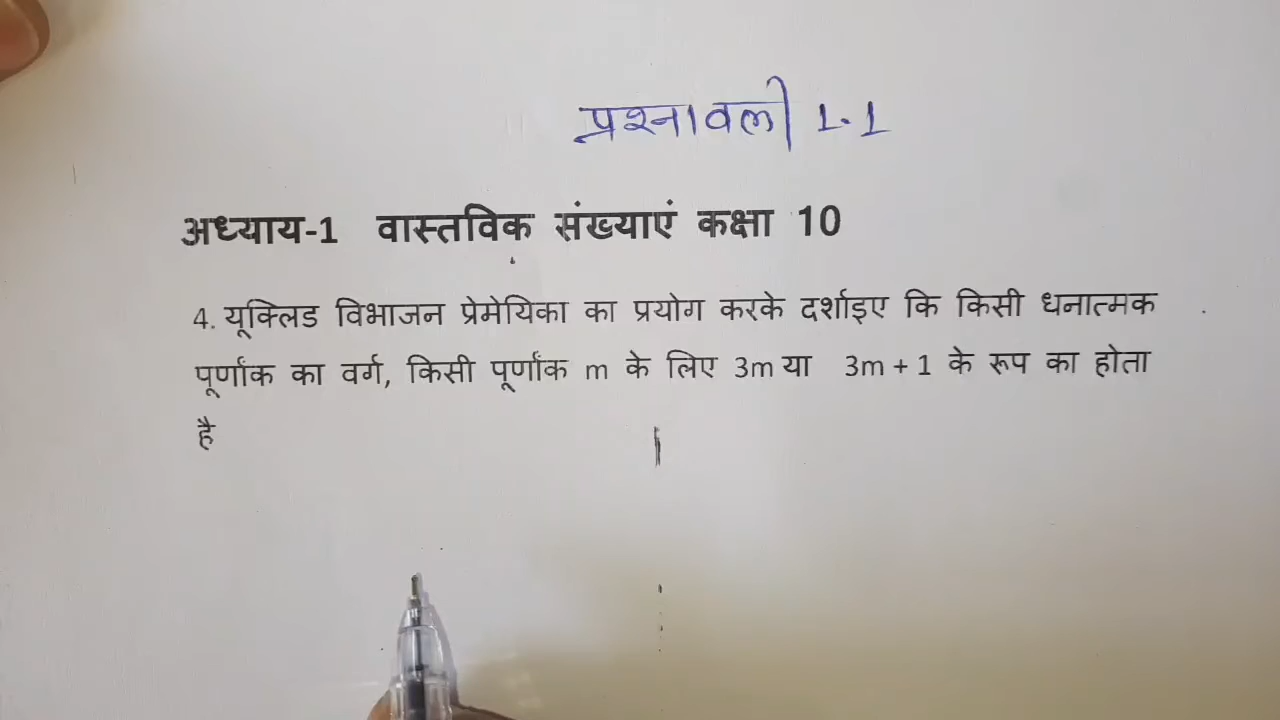 प्रश्नावली 1.1
अध्याय-1 वास्तविक संख्याएं कक्षा 10
4. यूक्लिड विभाजन प्रेमेयिका का प्रयोग करके दर्शाइए कि किसी धनात्मक
पूर्णांक का वर्ग, किसी पूर्णांक m के लिए 3m या 3m + 1 के रूप का होता
है